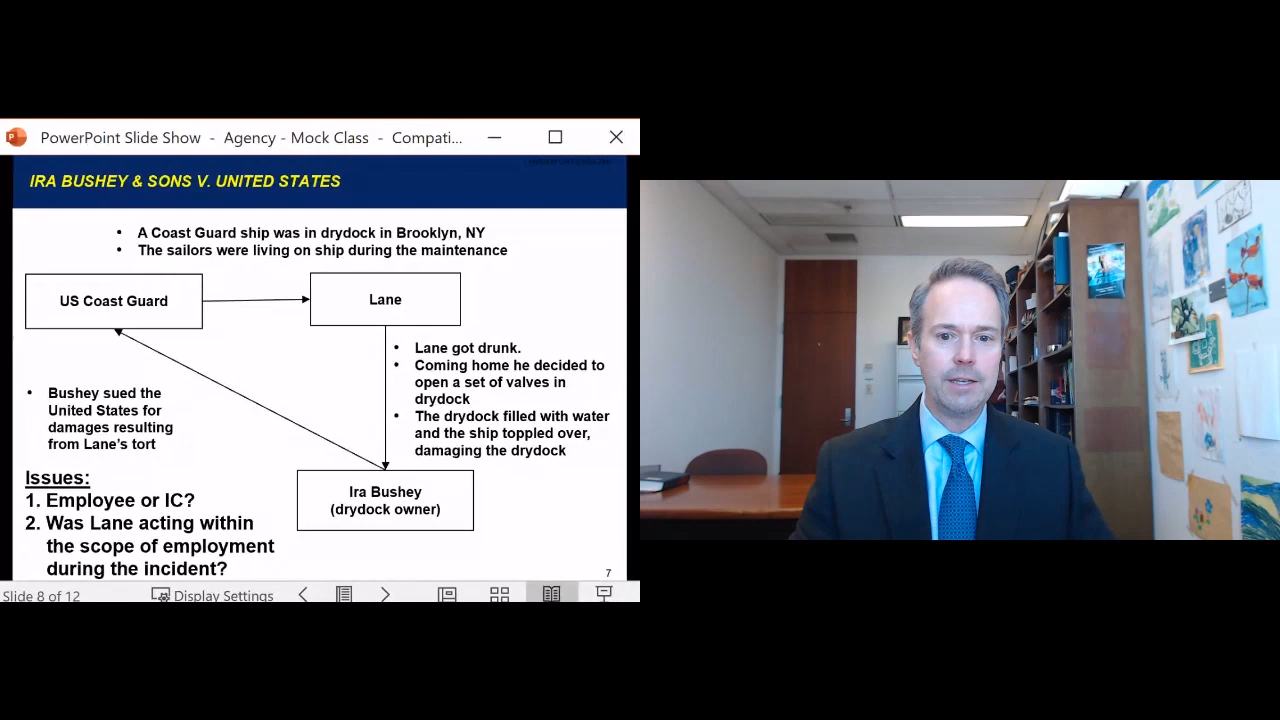 PowerPoint Slide Show - Agency - Mock Class - Compati...
IRA BUSHEY & SONS V. UNITED STATES
• A Coast Guard ship was in drydock in Brooklyn, NY
• The sailors were living on ship during the maintenance
US Coast Guard
Lane
• Lane got drunk.
• Coming home he decided to
open a set of valves in
drydock
• The drydock filled with water
and the ship toppled over,
damaging the drydock
• Bushey sued the
United States for
damages resulting
from Lane's tort
Issues:
1. Employee or IC?
2. Was Lane acting within
the scope of employment
during the incident?
Ira Bushey
(drydock owner)
7
Slide 8 of 12
Display Settings